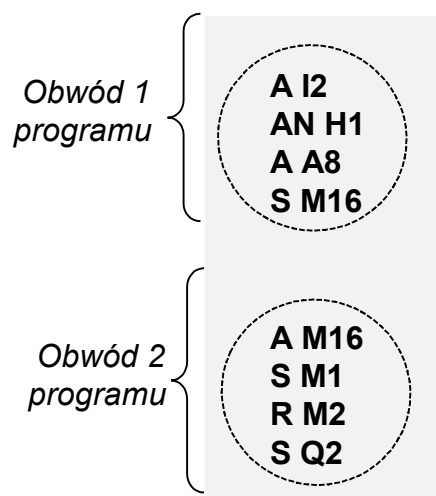 Obwód 1
programu
A I2
AN H1
A A8
S M16
Obwód 2
programu
A M16
S M1
R M2
S Q2